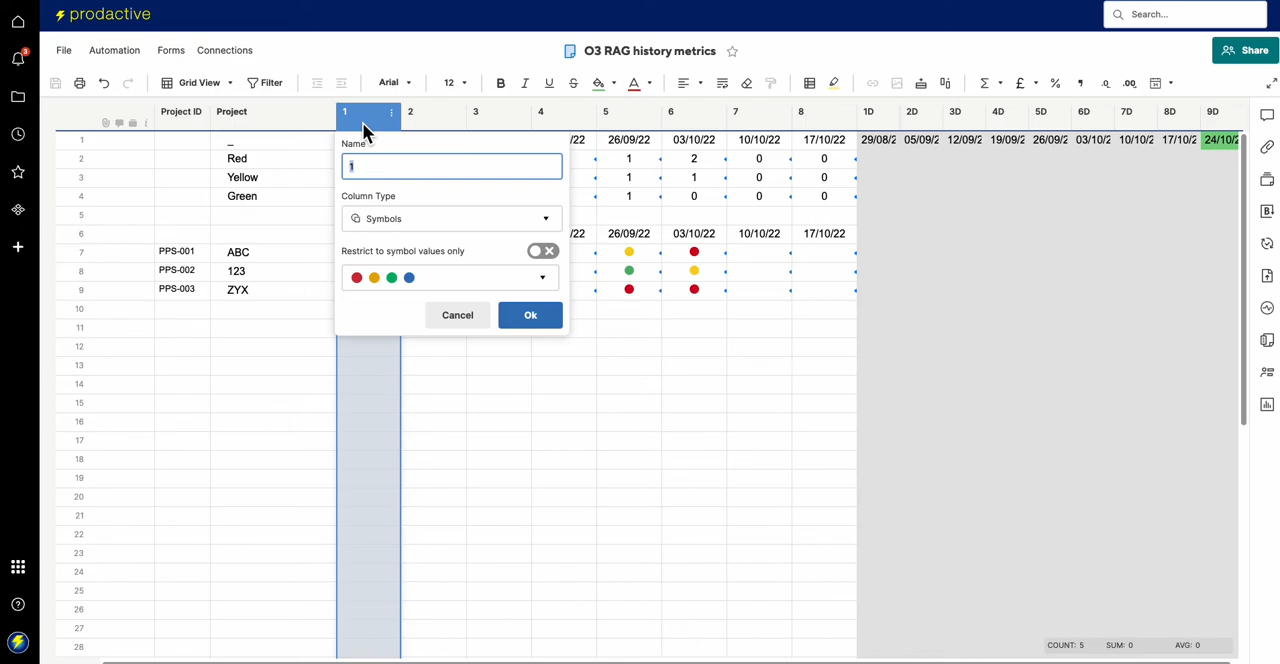 prodactive
Search...
3
File Automation Forms Connections
O3 RAG history metrics
Share
Grid View Filter Arial 12 B I U S A Σ £ % , .0 .00
Project ID Project 1 2 3 4 5 6 7 8 1D 2D 3D 4D 5D 6D 7D 8D 9D
1 _ /22 26/09/22 03/10/22 10/10/22 17/10/22 29/08/2 05/09/2 12/09/2 19/09/2 26/09/2 03/10/2 10/10/2 17/10/2 24/10/2
2 Red 1 2 0 0
3 Yellow 1 1 0 0
4 Green 1 0 0 0
5
6 /22 26/09/22 03/10/22 10/10/22 17/10/22
7 PPS-001 ABC
8 PPS-002 123
9 PPS-003 ZYX
10
11
12
13
14
15
16
17
18
19
20
21
22
23
24
25
26
27
28
Name
1
Column Type
Symbols
Restrict to symbol values only
Cancel Ok
COUNT: 5 SUM: 0 AVG: 0